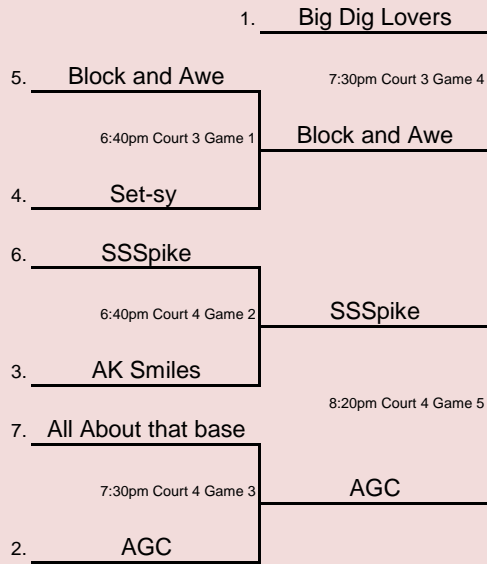 1. Big Dig Lovers
5. Block and Awe
7:30pm Court 3 Game 4
6:40pm Court 3 Game 1
Block and Awe
4. Set-sy
6. SSSpike
6:40pm Court 4 Game 2
SSSpike
3. AK Smiles
8:20pm Court 4 Game 5
7. All About that base
7:30pm Court 4 Game 3
AGC
2. AGC